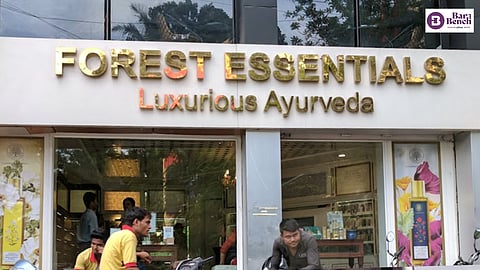 Bar &
Bench
FOREST ESSENTIALS
Luxurious Ayurveda